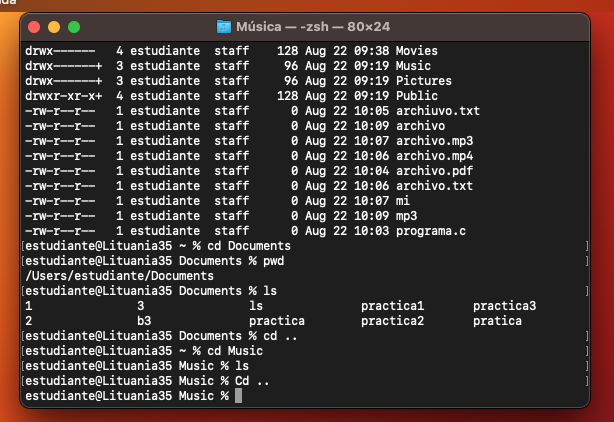 ida
Música — -zsh — 80×24
drwx------   4 estudiante  staff    128 Aug 22 09:38 Movies
drwx------+  3 estudiante  staff     96 Aug 22 09:19 Music
drwx------+  3 estudiante  staff     96 Aug 22 09:19 Pictures
drwxr-xr-x+  4 estudiante  staff    128 Aug 22 09:19 Public
-rw-r--r--   1 estudiante  staff      0 Aug 22 10:05 archiuvo.txt
-rw-r--r--   1 estudiante  staff      0 Aug 22 10:09 archivo
-rw-r--r--   1 estudiante  staff      0 Aug 22 10:07 archivo.mp3
-rw-r--r--   1 estudiante  staff      0 Aug 22 10:06 archivo.mp4
-rw-r--r--   1 estudiante  staff      0 Aug 22 10:04 archivo.pdf
-rw-r--r--   1 estudiante  staff      0 Aug 22 10:06 archivo.txt
-rw-r--r--   1 estudiante  staff      0 Aug 22 10:07 mi
-rw-r--r--   1 estudiante  staff      0 Aug 22 10:09 mp3
-rw-r--r--   1 estudiante  staff      0 Aug 22 10:03 programa.c
[estudiante@Lituania35 ~ % cd Documents ]
[estudiante@Lituania35 Documents % pwd ]
/Users/estudiante/Documents
[estudiante@Lituania35 Documents % ls ]
1               3               ls              practica1       practica3
2               b3              practica        practica2       pratica
[estudiante@Lituania35 Documents % cd .. ]
[estudiante@Lituania35 ~ % cd Music ]
[estudiante@Lituania35 Music % ls ]
[estudiante@Lituania35 Music % Cd .. ]
estudiante@Lituania35 Music %